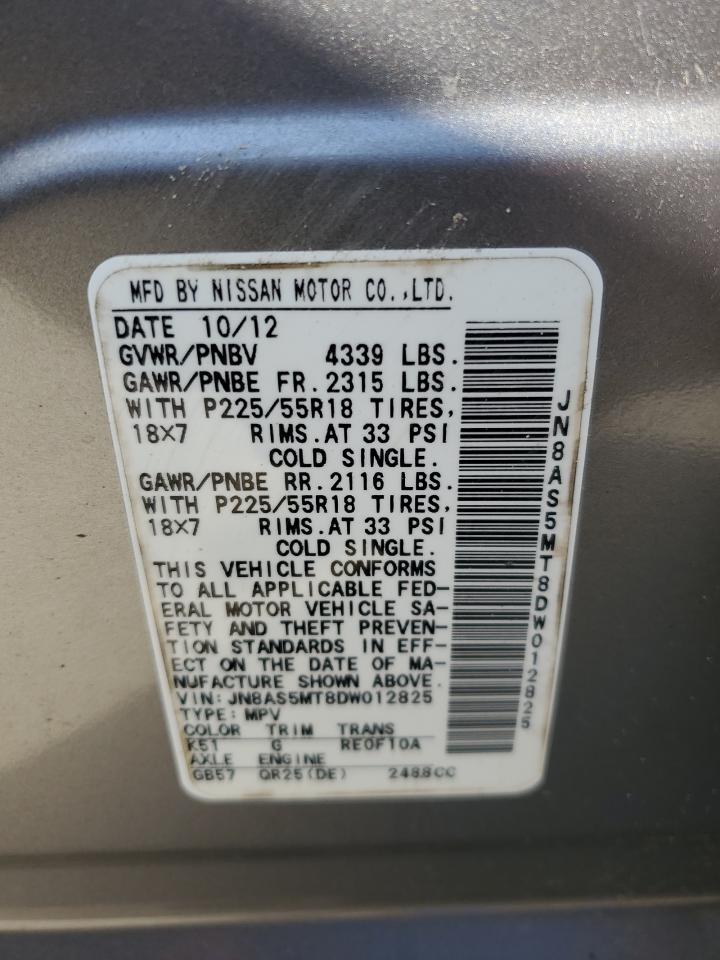 MFD BY NISSAN MOTOR CO.,LTD.
DATE 10/12
GVWR/PNBV 4339 LBS.
GAWR/PNBE FR.2315 LBS.
WITH P225/55R18 TIRES,
18X7 RIMS.AT 33 PSI
COLD SINGLE.
GAWR/PNBE RR.2116 LBS.
WITH P225/55R18 TIRES,
18X7 RIMS.AT 33 PSI
COLD SINGLE.
THIS VEHICLE CONFORMS
TO ALL APPLICABLE FED-
ERAL MOTOR VEHICLE SA-
FETY AND THEFT PREVEN-
TION STANDARDS IN EFF-
ECT ON THE DATE OF MA-
NUFACTURE SHOWN ABOVE.
VIN: JN8AS5MT8DW012825
TYPE: MPV
COLOR TRIM TRANS
K51 G RE0F10A
AXLE ENGINE
GB57 QR25(DE) 2488CC
JN8AS5MT8DW012825